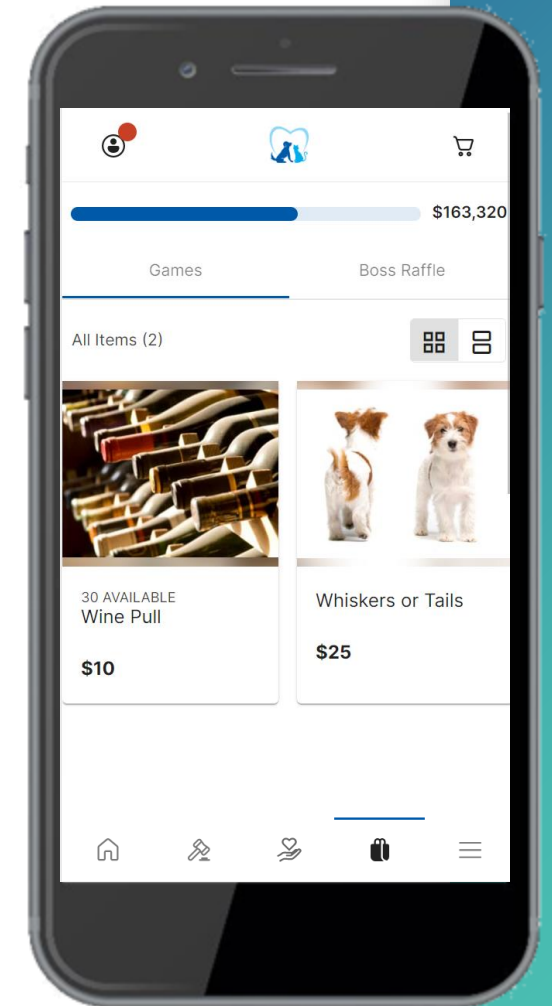 $163,320
Games Boss Raffle
All Items (2)
30 AVAILABLE
Wine Pull
$10
Whiskers or Tails
$25